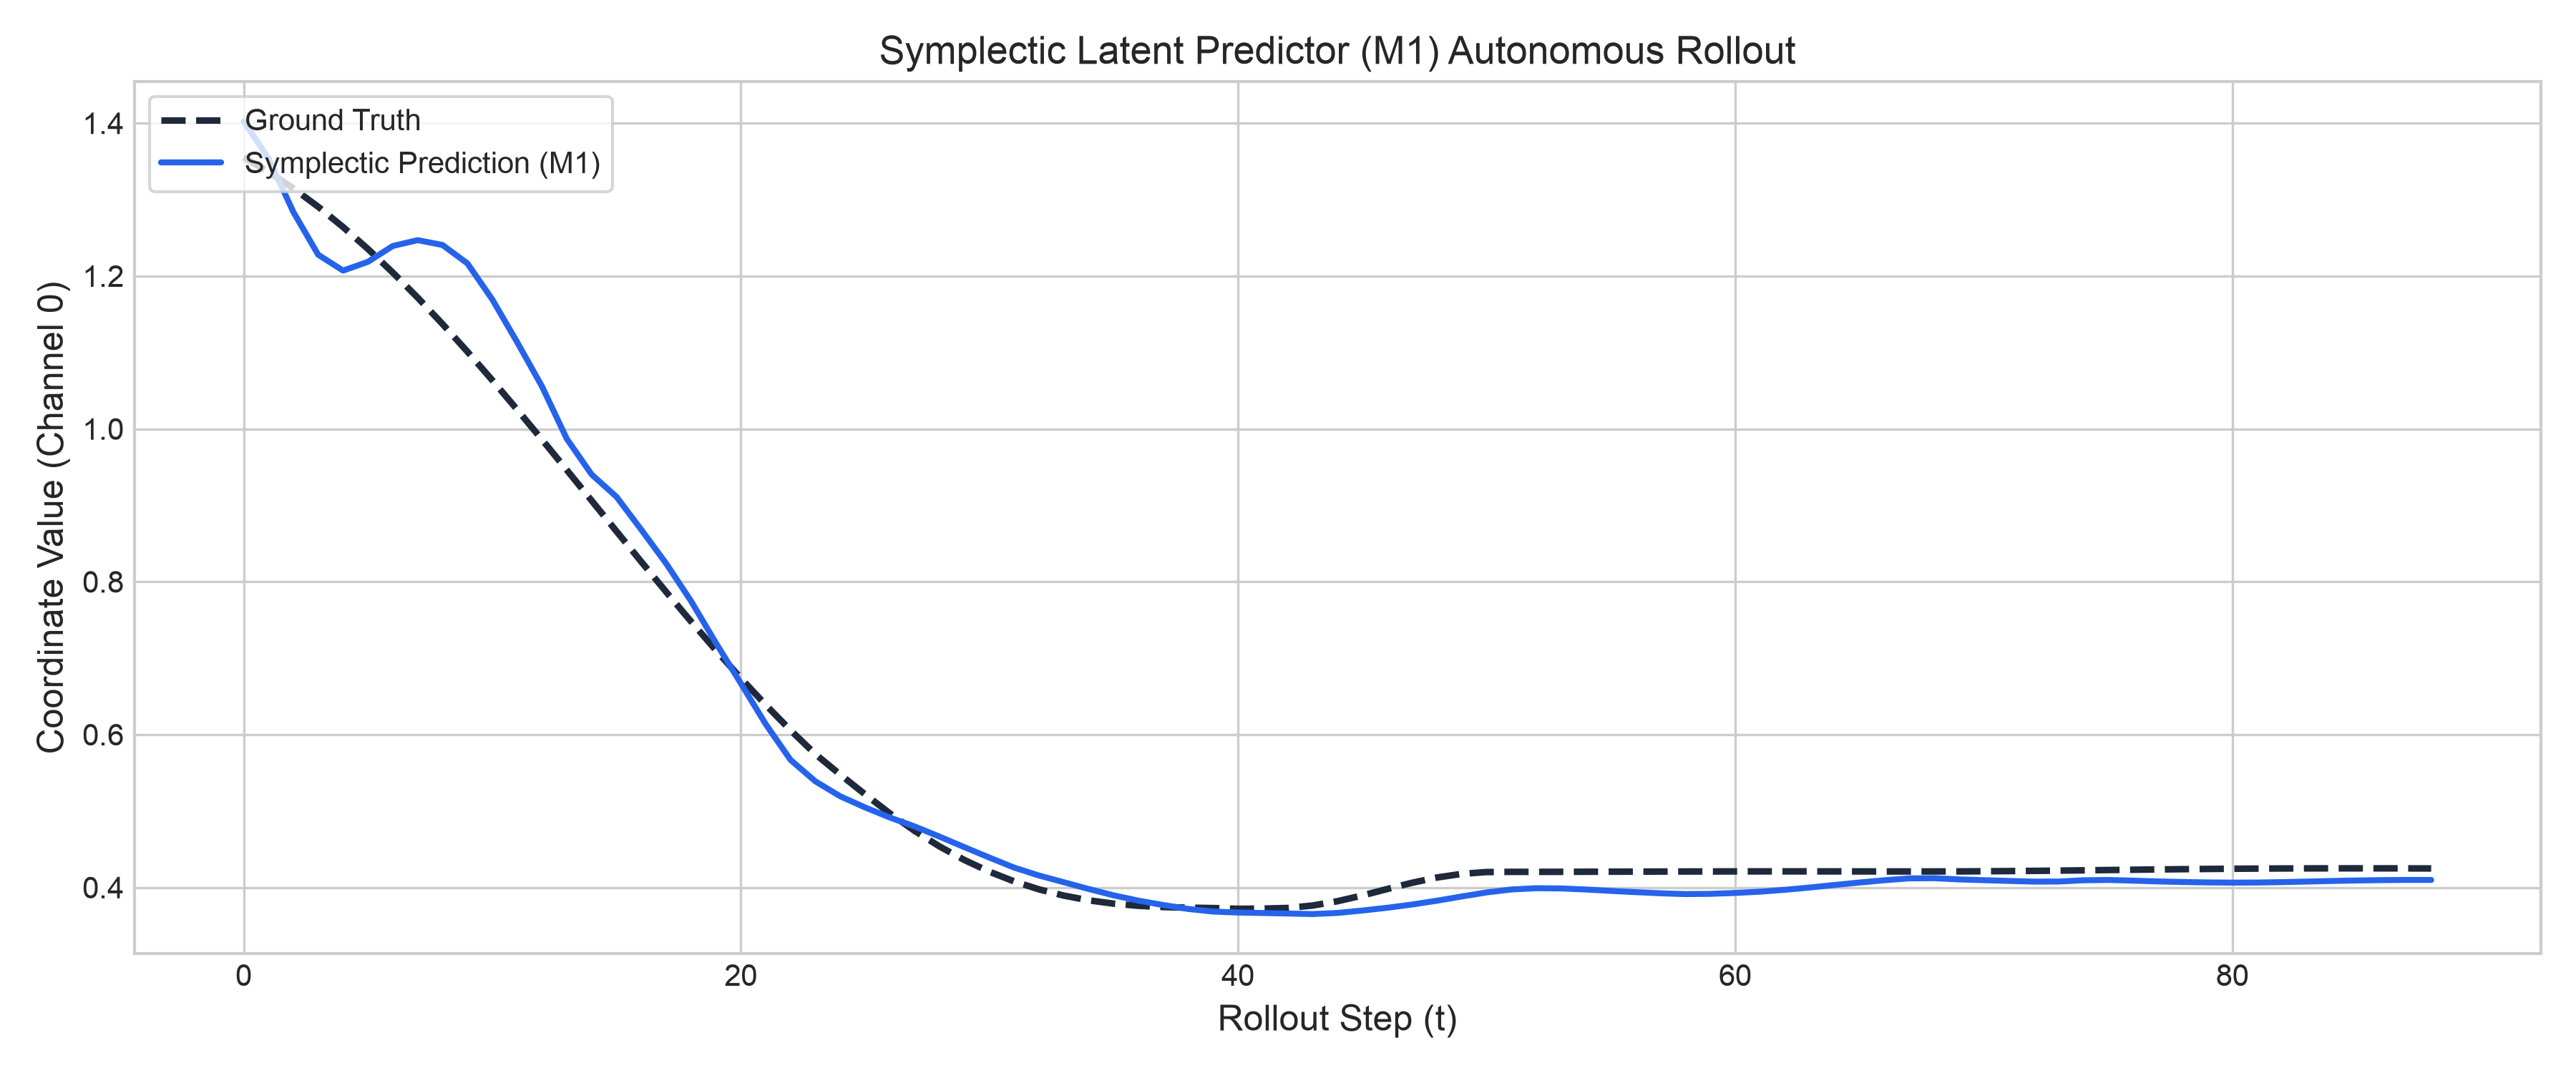 Symplectic Latent Predictor (M1) Autonomous Rollout
Ground Truth
Symplectic Prediction (M1)
Coordinate Value (Channel 0)
1.4
1.2
1.0
0.8
0.6
0.4
0
20
40
60
80
Rollout Step (t)